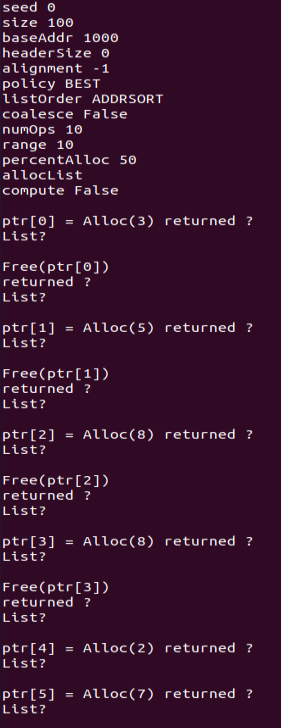 seed 0
size 100
baseAddr 1000
headerSize 0
alignment -1
policy BEST
listOrder ADDRSORT
coalesce False
numOps 10
range 10
percentAlloc 50
allocList
compute False
ptr[0] = Alloc(3) returned ?
List?
Free(ptr[0])
returned ?
List?
ptr[1] = Alloc(5) returned ?
List?
Free(ptr[1])
returned ?
List?
ptr[2] = Alloc(8) returned ?
List?
Free(ptr[2])
returned ?
List?
ptr[3] = Alloc(8) returned ?
List?
Free(ptr[3])
returned ?
List?
ptr[4] = Alloc(2) returned ?
List?
ptr[5] = Alloc(7) returned ?
List?